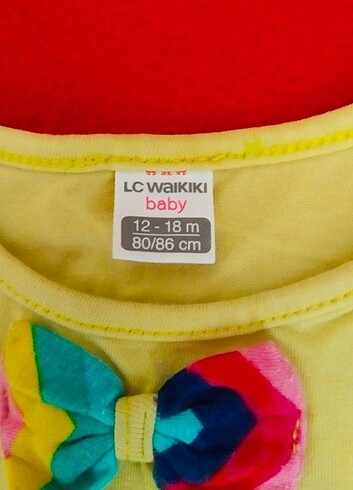 LC WAIKIKI
baby
12 - 18 m
80/86 cm